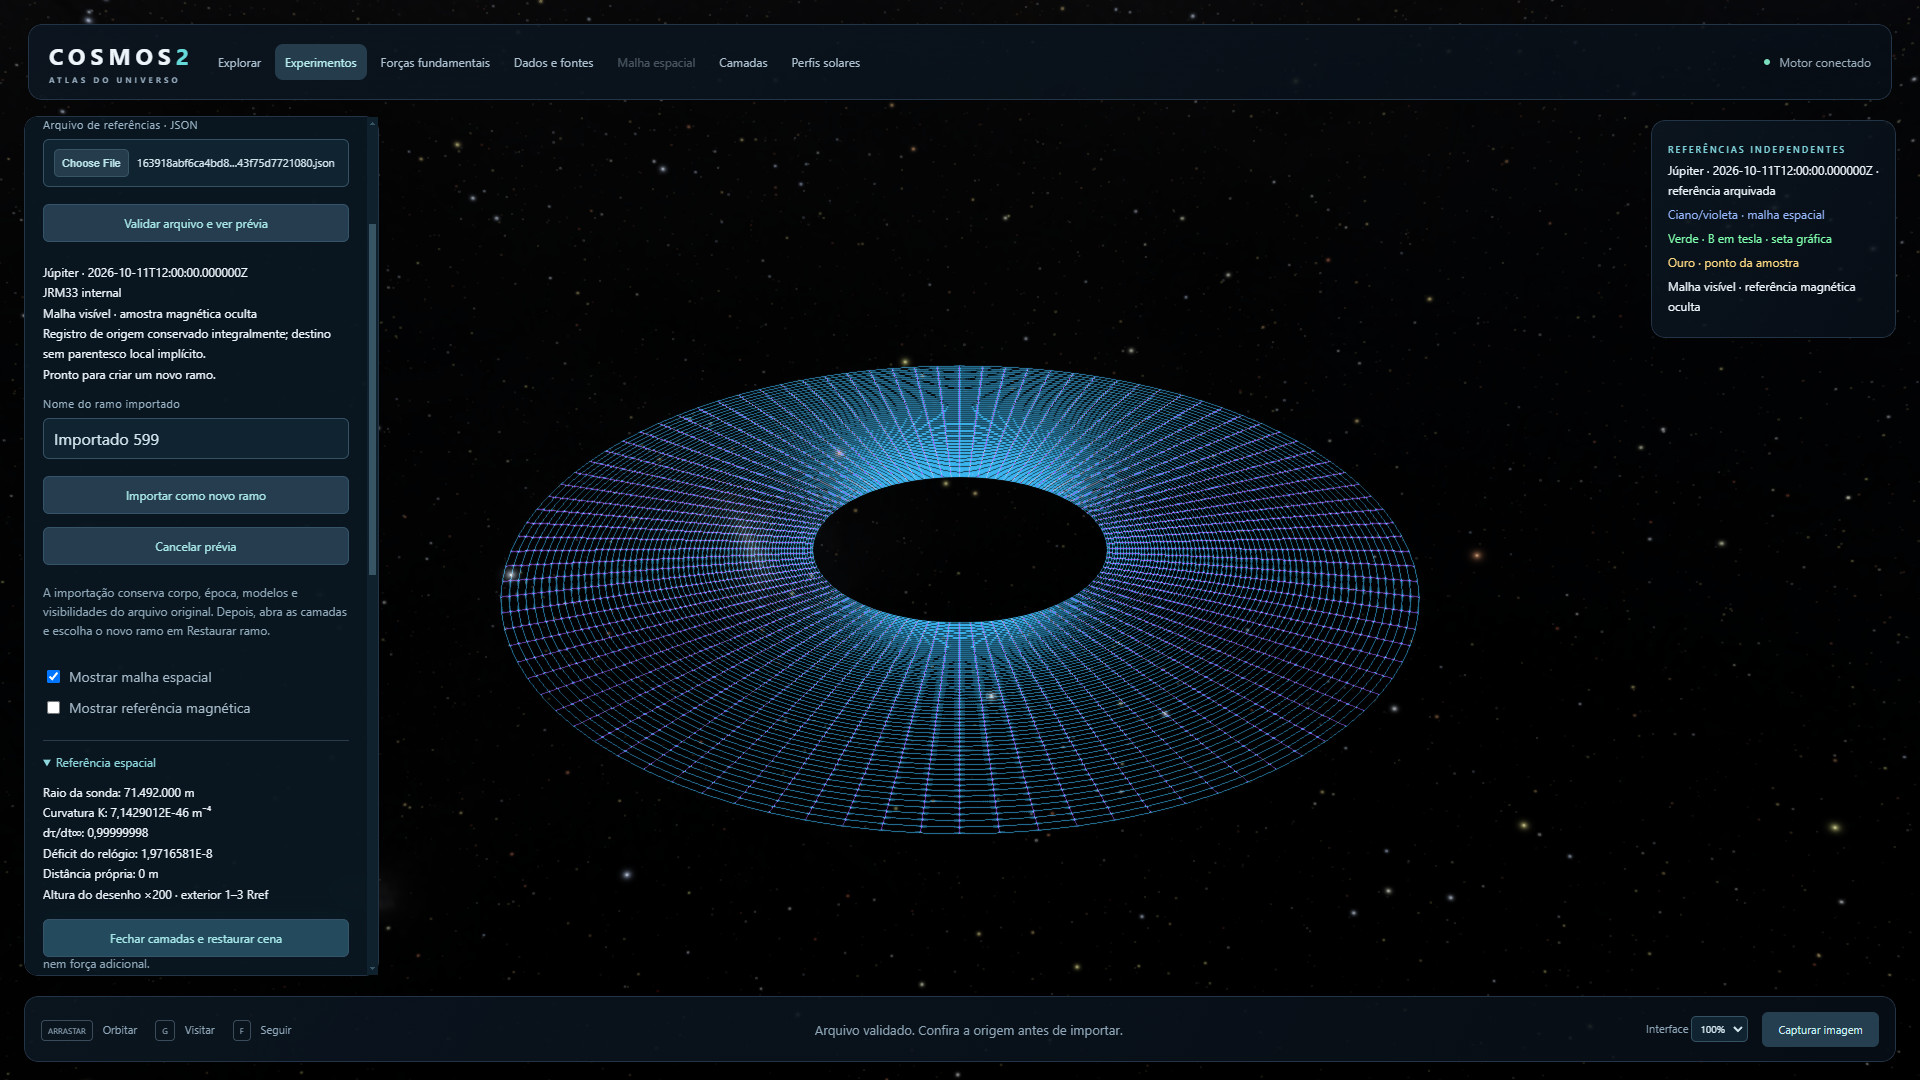 COSMOS2
ATLAS DO UNIVERSO
Explorar
Experimentos
Forças fundamentais
Dados e fontes
Malha espacial
Camadas
Perfis solares
Motor conectado
Arquivo de referências · JSON
Choose File 163918abf6ca4bd8...43f75d7721080.json
Validar arquivo e ver prévia
Júpiter · 2026-10-11T12:00:00.000000Z
JRM33 internal
Malha visível · amostra magnética oculta
Registro de origem conservado integralmente; destino
sem parentesco local implícito.
Pronto para criar um novo ramo.
Nome do ramo importado
Importado 599
Importar como novo ramo
Cancelar prévia
A importação conserva corpo, época, modelos e
visibilidades do arquivo original. Depois, abra as camadas
e escolha o novo ramo em Restaurar ramo.
Mostrar malha espacial
Mostrar referência magnética
▼ Referência espacial
Raio da sonda: 71.492.000 m
Curvatura K: 7,1429012E-46 m⁻⁴
dτ/dt∞: 0,99999998
Déficit do relógio: 1,9716581E-8
Distância própria: 0 m
Altura do desenho ×200 · exterior 1–3 Rref
Fechar camadas e restaurar cena
nem força adicional.
REFERÊNCIAS INDEPENDENTES
Júpiter · 2026-10-11T12:00:00.000000Z ·
referência arquivada
Ciano/violeta · malha espacial
Verde · B em tesla · seta gráfica
Ouro · ponto da amostra
Malha visível · referência magnética
oculta
ARRASTAR Orbitar
G Visitar
F Seguir
Arquivo validado. Confira a origem antes de importar.
Interface 100%
Capturar imagem